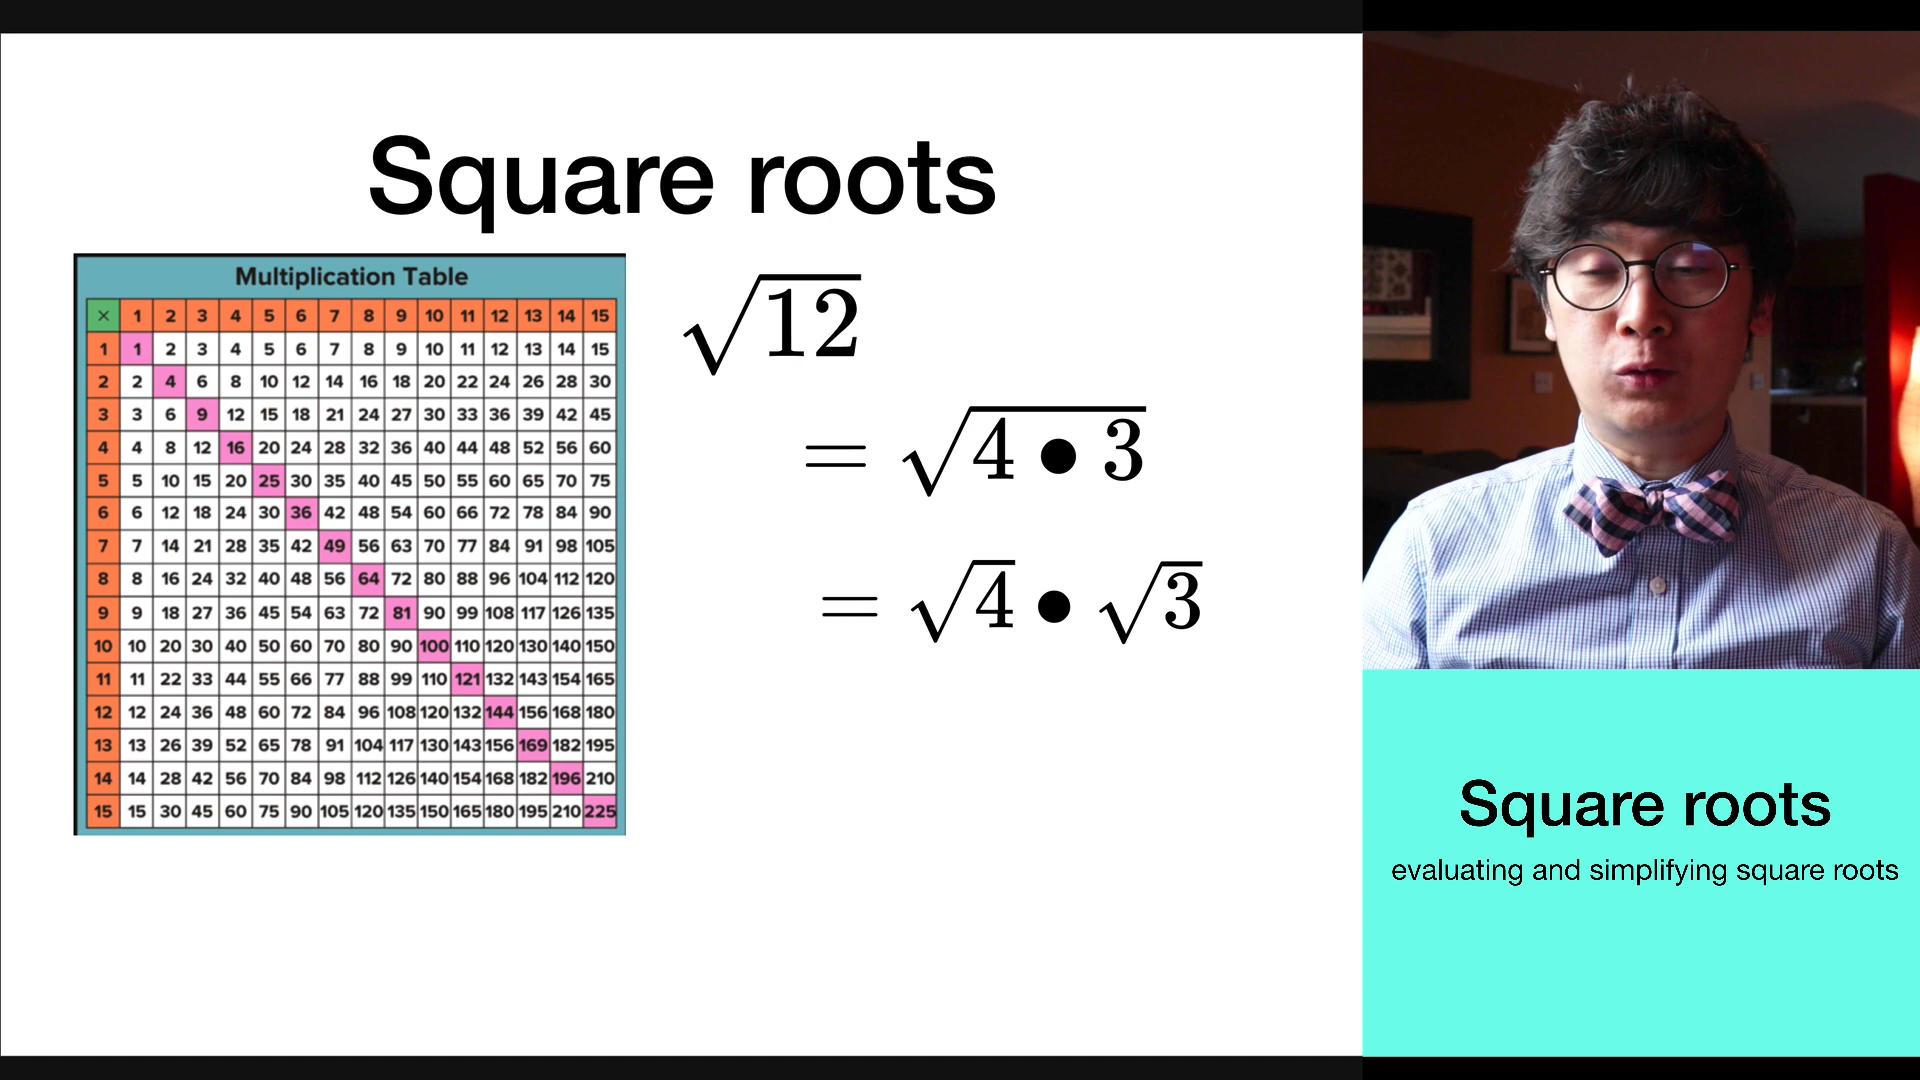 Square roots
Multiplication Table
× 1 2 3 4 5 6 7 8 9 10 11 12 13 14 15
1 1 2 3 4 5 6 7 8 9 10 11 12 13 14 15
2 2 4 6 8 10 12 14 16 18 20 22 24 26 28 30
3 3 6 9 12 15 18 21 24 27 30 33 36 39 42 45
4 4 8 12 16 20 24 28 32 36 40 44 48 52 56 60
5 5 10 15 20 25 30 35 40 45 50 55 60 65 70 75
6 6 12 18 24 30 36 42 48 54 60 66 72 78 84 90
7 7 14 21 28 35 42 49 56 63 70 77 84 91 98 105
8 8 16 24 32 40 48 56 64 72 80 88 96 104 112 120
9 9 18 27 36 45 54 63 72 81 90 99 108 117 126 135
10 10 20 30 40 50 60 70 80 90 100 110 120 130 140 150
11 11 22 33 44 55 66 77 88 99 110 121 132 143 154 165
12 12 24 36 48 60 72 84 96 108 120 132 144 156 168 180
13 13 26 39 52 65 78 91 104 117 130 143 156 169 182 195
14 14 28 42 56 70 84 98 112 126 140 154 168 182 196 210
15 15 30 45 60 75 90 105 120 135 150 165 180 195 210 225
√12
= √4 • 3
= √4 • √3
Square roots
evaluating and simplifying square roots